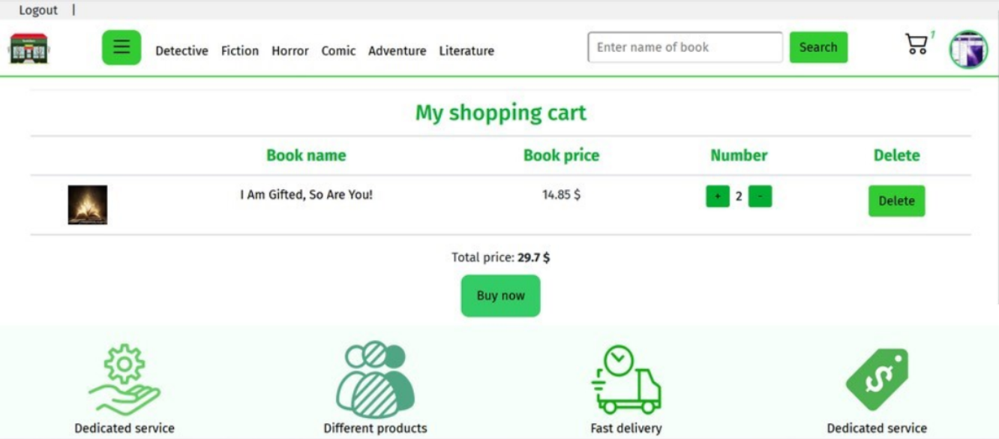 Logout |
Detective Fiction Horror Comic Adventure Literature Enter name of book Search 1
My shopping cart
Book name Book price Number Delete
I Am Gifted, So Are You! 14.85 $ + 2 - Delete
Total price: 29.7 $
Buy now
Dedicated service Different products Fast delivery Dedicated service